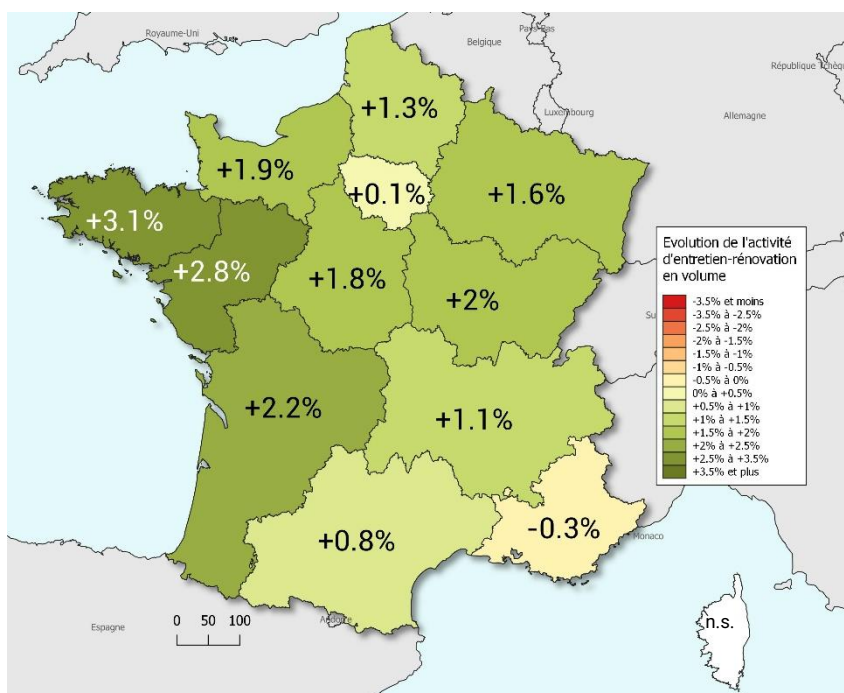 Royaume-Uni
Belgique
Pays-Bas
République Tchèque
Luxembourg
Allemagne
+1.3%
+1.9%
+0.1%
+1.6%
+3.1%
+2.8%
+1.8%
+2%
Evolution de l'activité
d'entretien-rénovation
en volume
-3.5% et moins
-3.5% à -2.5%
-2.5% à -2%
-2% à -1.5%
-1.5% à -1%
-1% à -0.5%
-0.5% à 0%
0% à +0.5%
+0.5% à +1%
+1% à +1.5%
+1.5% à +2%
+2% à +2.5%
+2.5% à +3.5%
+3.5% et plus
+2.2%
+1.1%
+0.8%
-0.3%
Monaco
Andorre
Espagne
0 50 100
n.s.